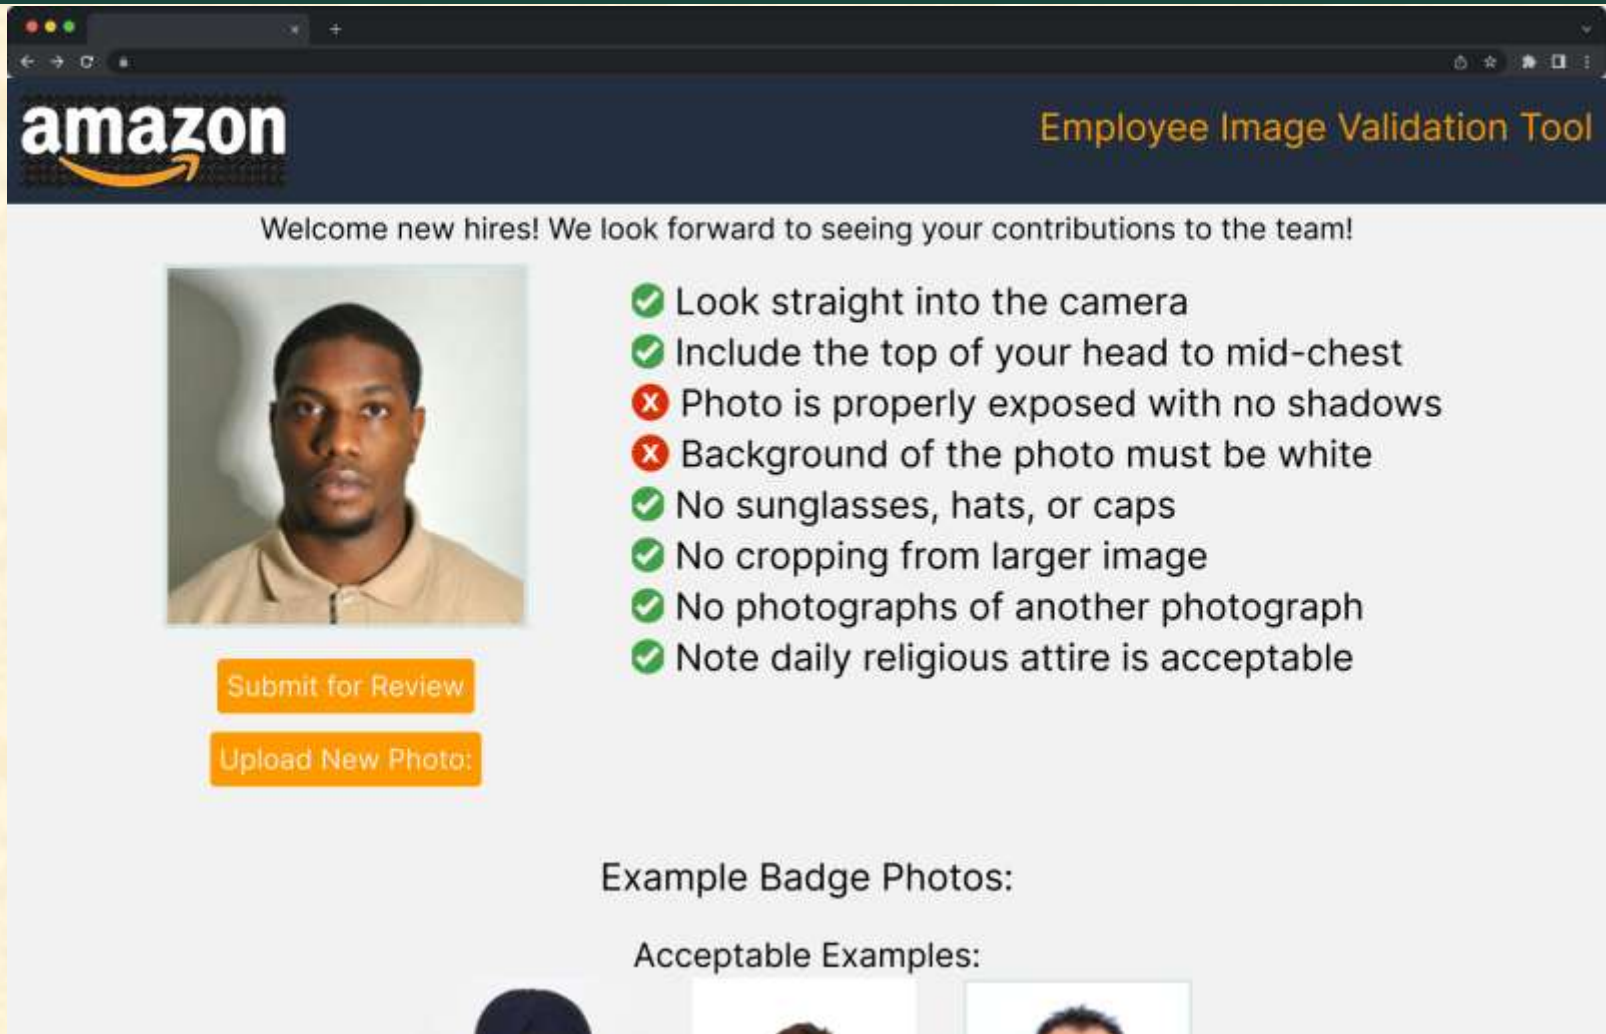 amazon
Employee Image Validation Tool
Welcome new hires! We look forward to seeing your contributions to the team!
Look straight into the camera
Include the top of your head to mid-chest
X Photo is properly exposed with no shadows
X Background of the photo must be white
No sunglasses, hats, or caps
No cropping from larger image
No photographs of another photograph
Note daily religious attire is acceptable
Submit for Review
Upload New Photo:
Example Badge Photos:
Acceptable Examples: